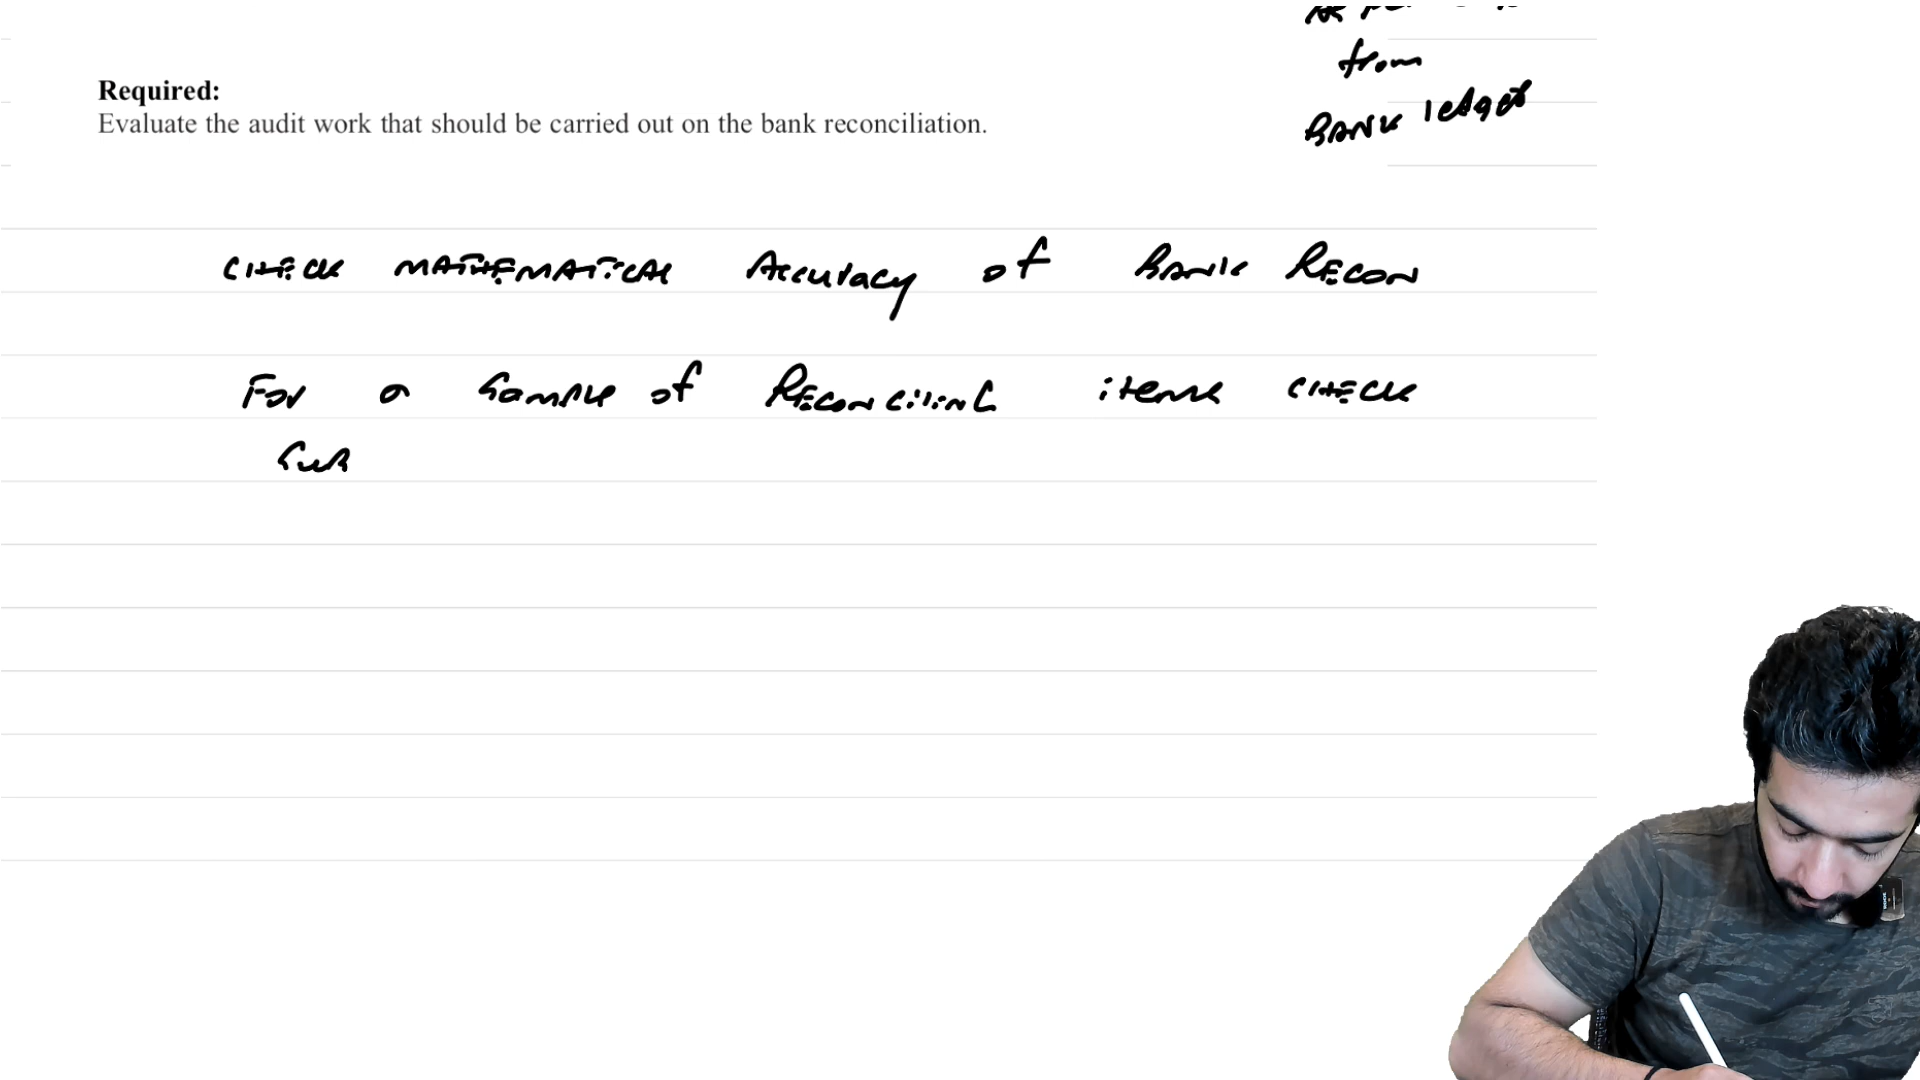 from
BANK ledger
Required:
Evaluate the audit work that should be carried out on the bank reconciliation.
CHECK MATHEMATICAL Accuracy of BANK RECON
For a Sample of RECONCILING items CHECK
Sub